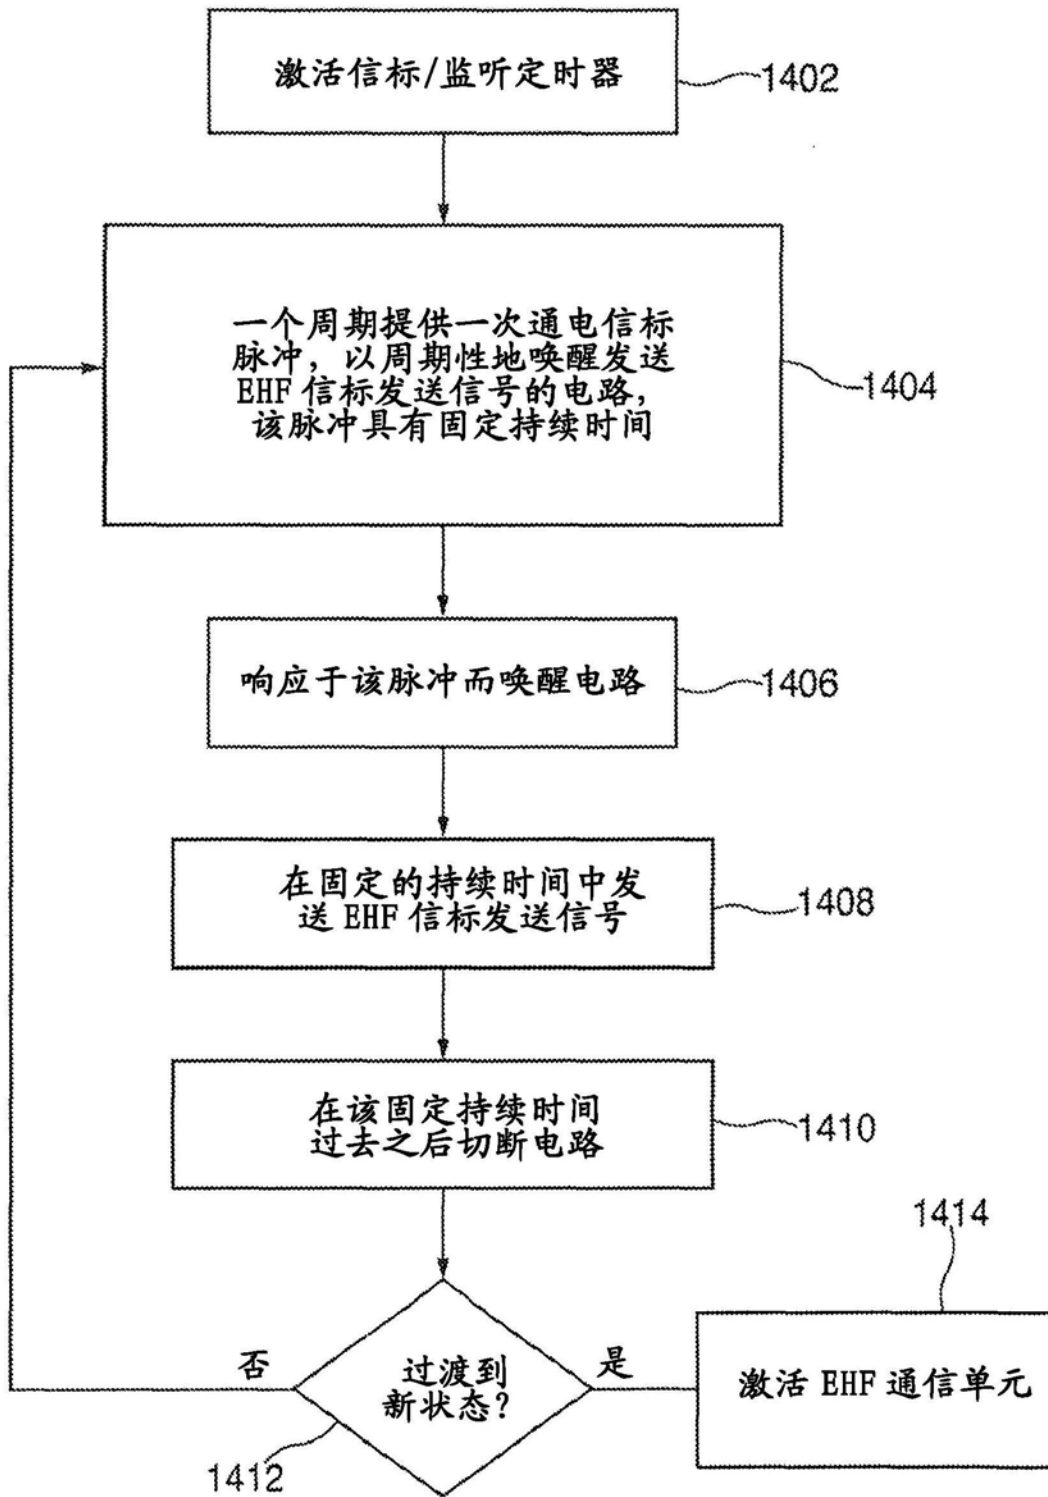 激活信标/监听定时器
1402
一个周期提供一次通电信标
脉冲，以周期性地唤醒发送
EHF 信标发送信号的电路，
该脉冲具有固定持续时间
1404
响应于该脉冲而唤醒电路
1406
在固定的持续时间中发
送 EHF 信标发送信号
1408
在该固定持续时间
过去之后切断电路
1410
1414
否
过渡到
新状态?
是
激活 EHF 通信单元
1412